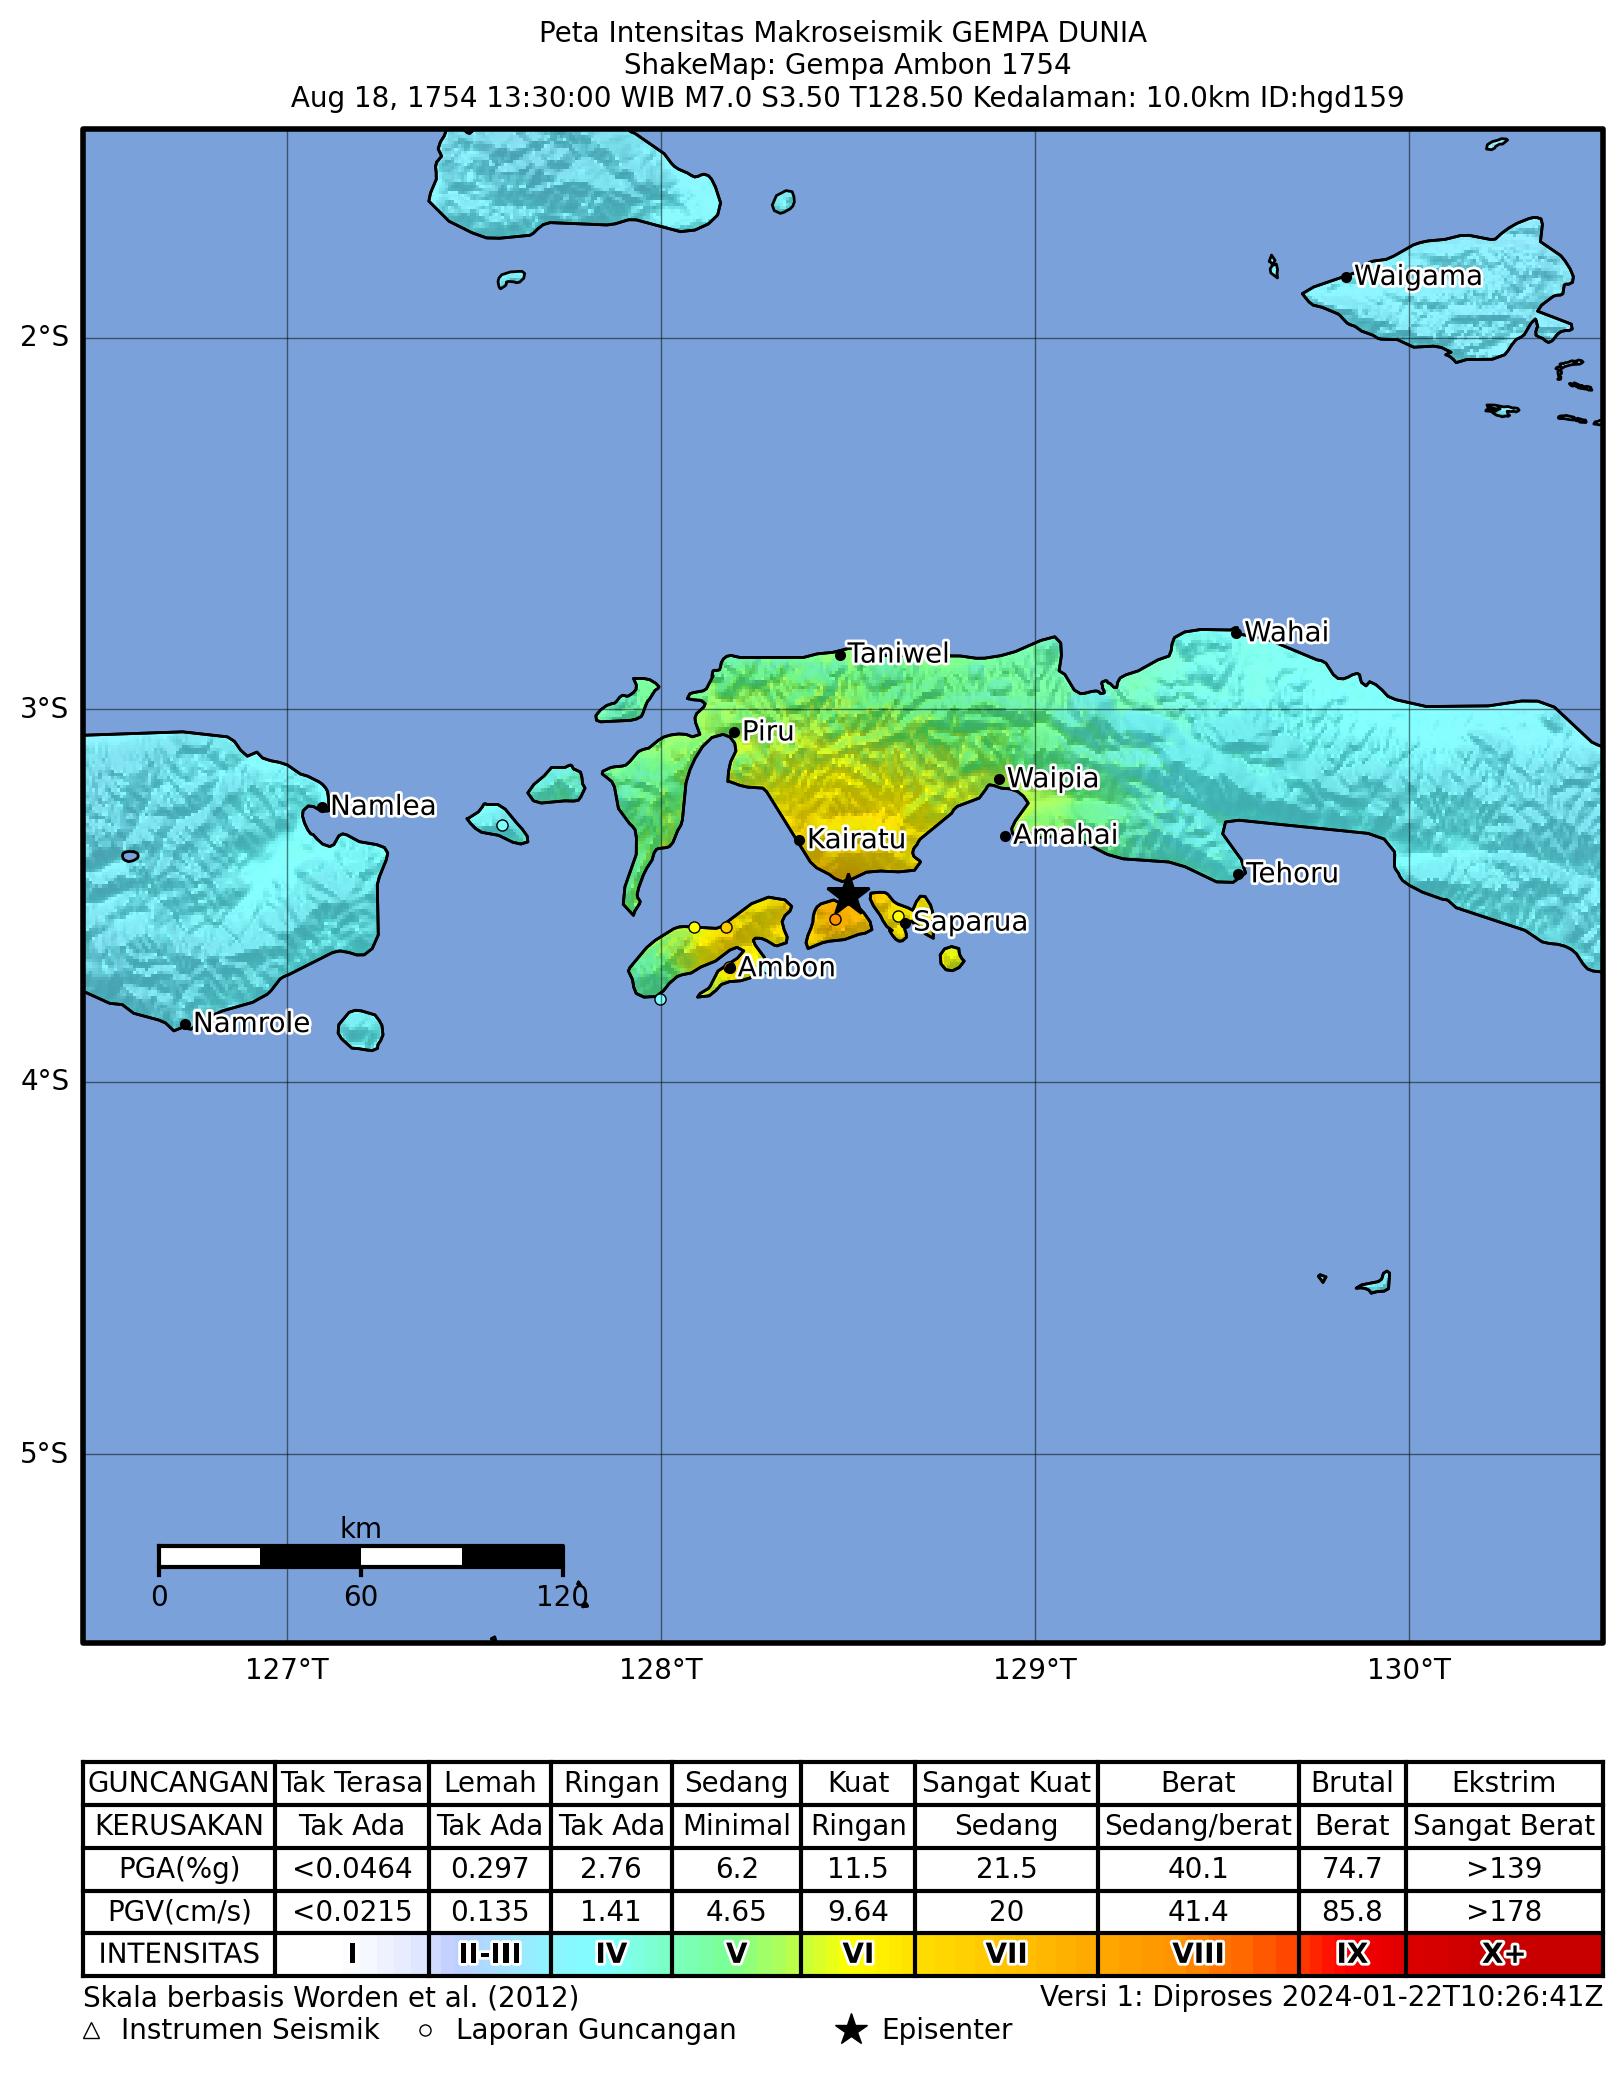 Peta Intensitas Makroseismik GEMPA DUNIA
ShakeMap: Gempa Ambon 1754
Aug 18, 1754 13:30:00 WIB M7.0 S3.50 T128.50 Kedalaman: 10.0km ID:hgd159
Waigama
2°S
Wahai
Taniwel
3°S
Piru
Waipia
Namlea
Kairatu
Amahai
Tehoru
Saparua
Ambon
Namrole
4°S
5°S
km
0 60 120
127°T 128°T 129°T 130°T
GUNCANGAN Tak Terasa Lemah Ringan Sedang Kuat Sangat Kuat Berat Brutal Ekstrim
KERUSAKAN Tak Ada Tak Ada Tak Ada Minimal Ringan Sedang Sedang/berat Berat Sangat Berat
PGA(%g) <0.0464 0.297 2.76 6.2 11.5 21.5 40.1 74.7 >139
PGV(cm/s) <0.0215 0.135 1.41 4.65 9.64 20 41.4 85.8 >178
INTENSITAS I II-III IV V VI VII VIII IX X+
Skala berbasis Worden et al. (2012) Versi 1: Diproses 2024-01-22T10:26:41Z
△ Instrumen Seismik ○ Laporan Guncangan ★ Episenter